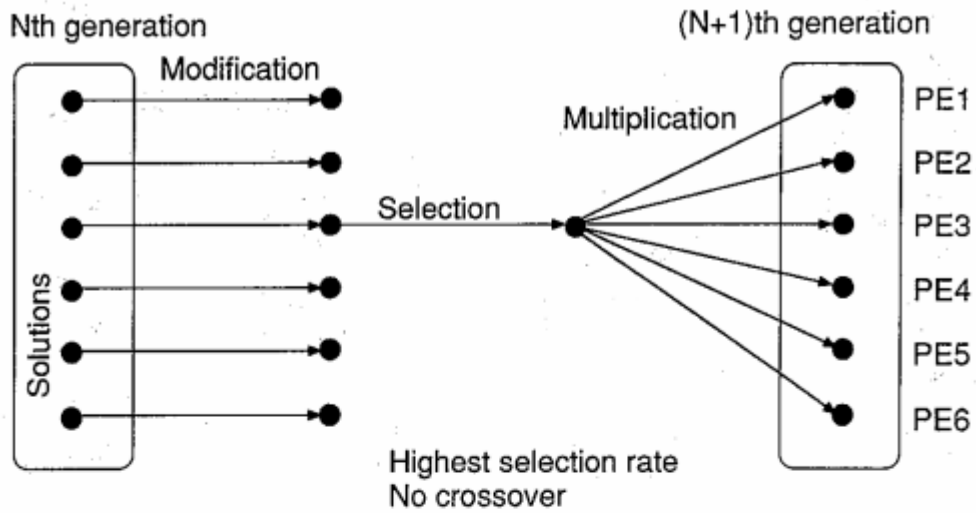 Nth generation
(N+1)th generation
Modification
Multiplication
Selection
Solutions
PE1
PE2
PE3
PE4
PE5
PE6
Highest selection rate
No crossover